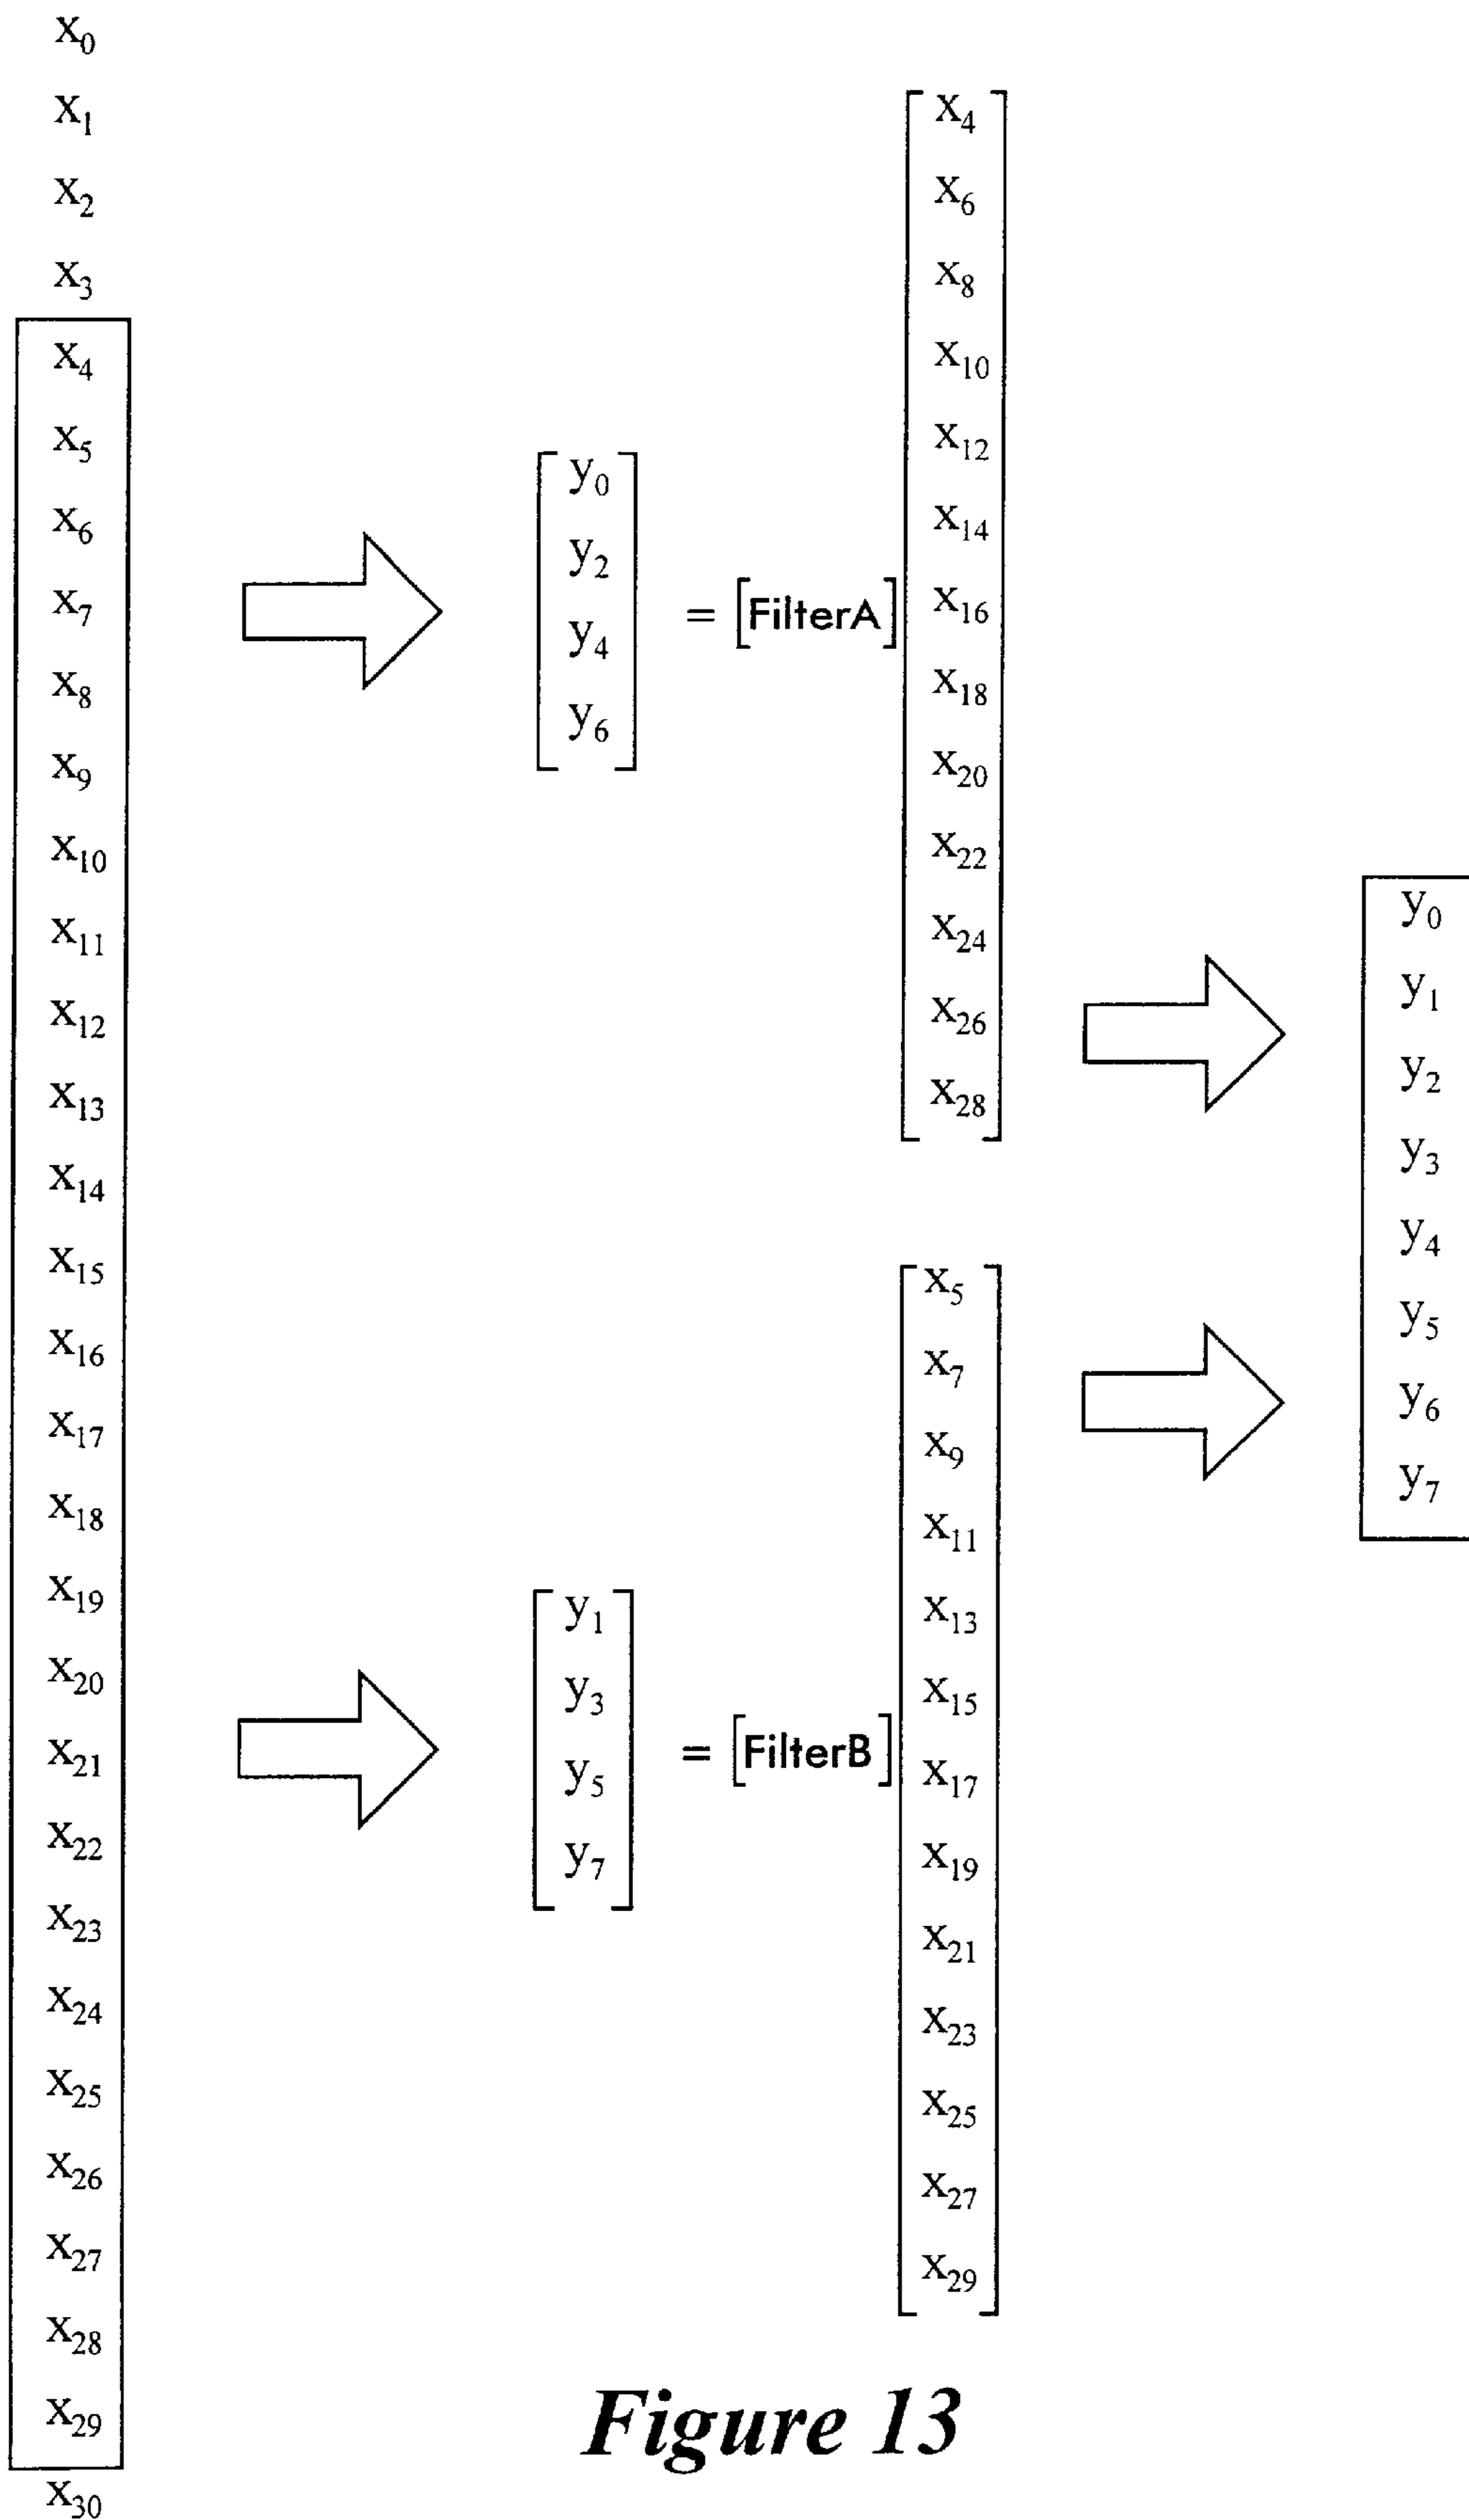 x₀
x₁
x₂
x₃
x₄
x₅
x₆
x₇
x₈
x₉
x₁₀
x₁₁
x₁₂
x₁₃
x₁₄
x₁₅
x₁₆
x₁₇
x₁₈
x₁₉
x₂₀
x₂₁
x₂₂
x₂₃
x₂₄
x₂₅
x₂₆
x₂₇
x₂₈
x₂₉
x₃₀
y₀
y₂
y₄
y₆
= [FilterA]
x₄
x₆
x₈
x₁₀
x₁₂
x₁₄
x₁₆
x₁₈
x₂₀
x₂₂
x₂₄
x₂₆
x₂₈
y₁
y₃
y₅
y₇
= [FilterB]
x₅
x₇
x₉
x₁₁
x₁₃
x₁₅
x₁₇
x₁₉
x₂₁
x₂₃
x₂₅
x₂₇
x₂�9
y₀
y₁
y₂
y₃
y₄
y₅
y₆
y₇
Figure 13